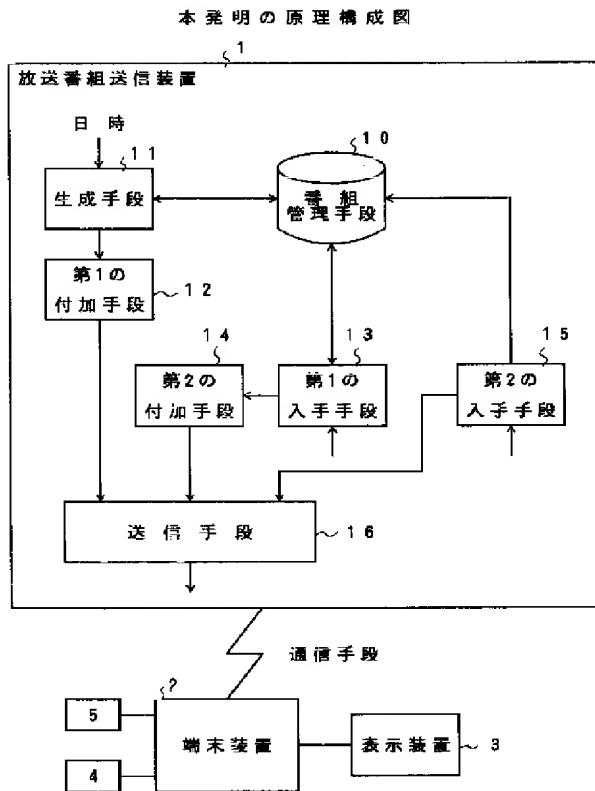 本発明の原理構成図
1
放送番組送信装置
日時
11
生成手段
10
番組
管理手段
第1の
付加手段
12
14
第2の
付加手段
13
第1の
入手手段
15
第2の
入手手段
送信手段
16
通信手段
2
端末装置
5
4
表示装置
3